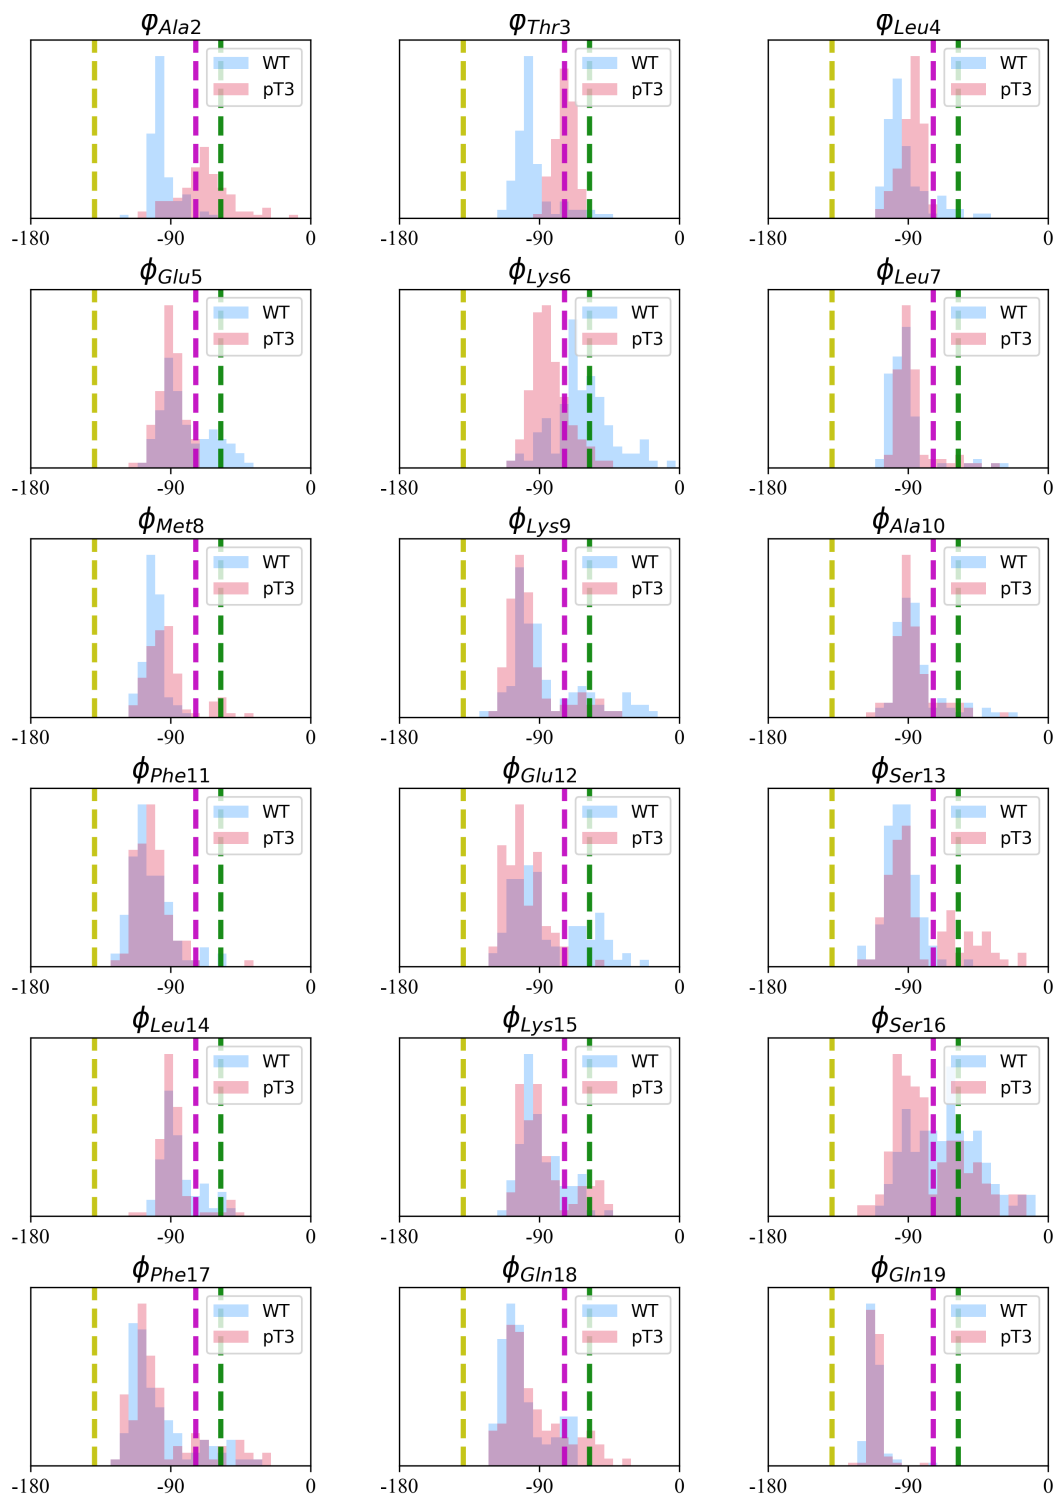 φAla2 φThr3 φLeu4
WT WT WT
pT3 pT3 pT3
-180 -90 0 -180 -90 0 -180 -90 0
ϕGlu5 ϕLys6 ϕLeu7
WT WT WT
pT3 pT3 pT3
-180 -90 0 -180 -90 0 -180 -90 0
ϕMet8 ϕLys9 ϕAla10
WT WT WT
pT3 pT3 pT3
-180 -90 0 -180 -90 0 -180 -90 0
ϕPhe11 ϕGlu12 ϕSer13
WT WT WT
pT3 pT3 pT3
-180 -90 0 -180 -90 0 -180 -90 0
ϕLeu14 ϕLys15 ϕSer16
WT WT WT
pT3 pT3 pT3
-180 -90 0 -180 -90 0 -180 -90 0
ϕPhe17 ϕGln18 ϕGln19
WT WT WT
pT3 pT3 pT3
-180 -90 0 -180 -90 0 -180 -90 0